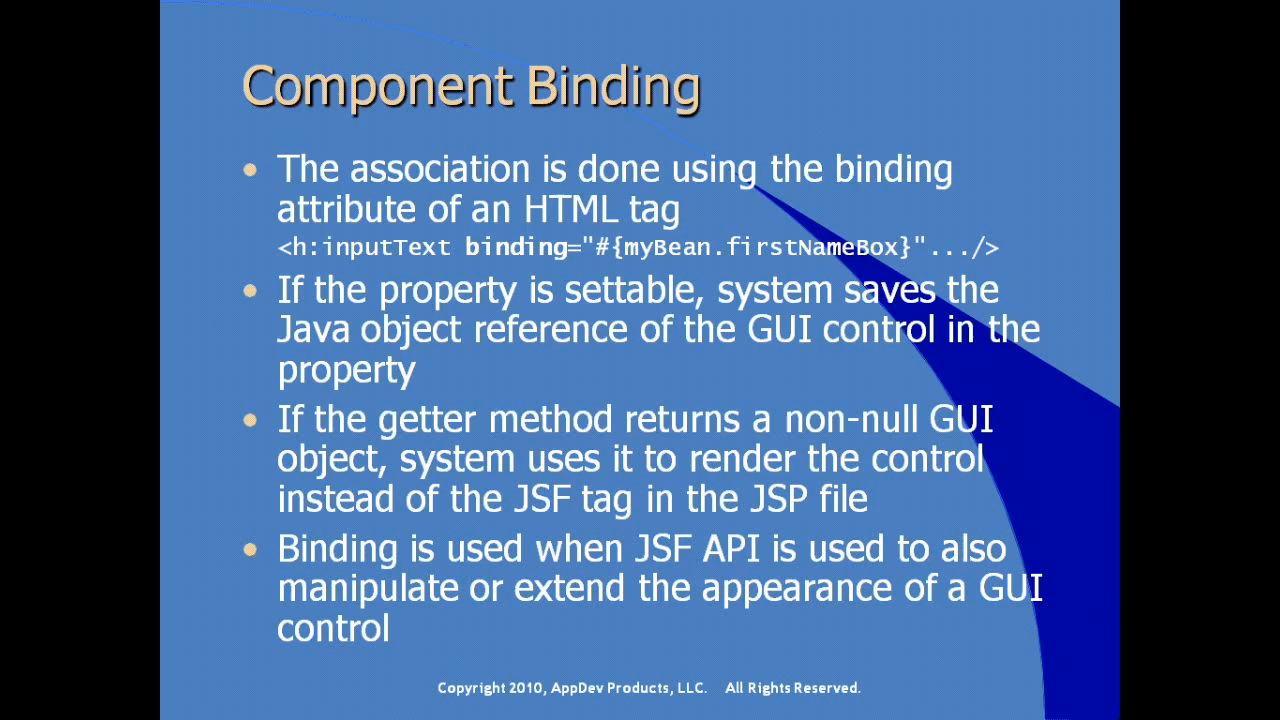 Component Binding
• The association is done using the binding
attribute of an HTML tag
<h:inputText binding="#{myBean.firstNameBox}".../>
• If the property is settable, system saves the
Java object reference of the GUI control in the
property
• If the getter method returns a non-null GUI
object, system uses it to render the control
instead of the JSF tag in the JSP file
• Binding is used when JSF API is used to also
manipulate or extend the appearance of a GUI
control
Copyright 2010, AppDev Products, LLC. All Rights Reserved.